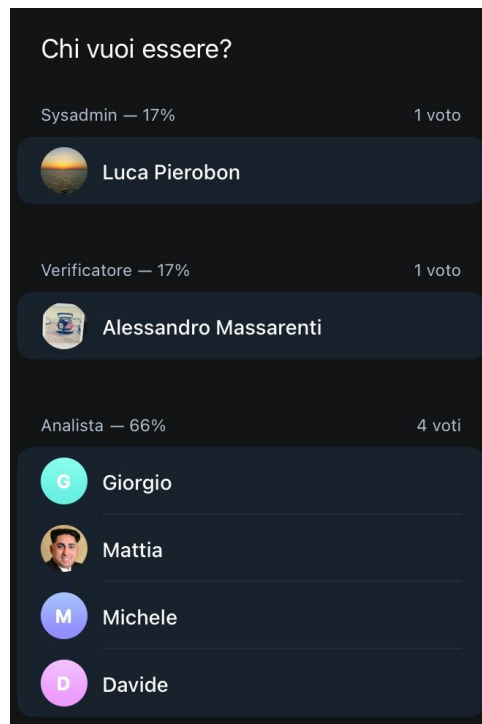 Chi vuoi essere?
Sysadmin — 17% 1 voto
Luca Pierobon
Verificatore — 17% 1 voto
Alessandro Massarenti
Analista — 66% 4 voti
G Giorgio
Mattia
M Michele
D Davide